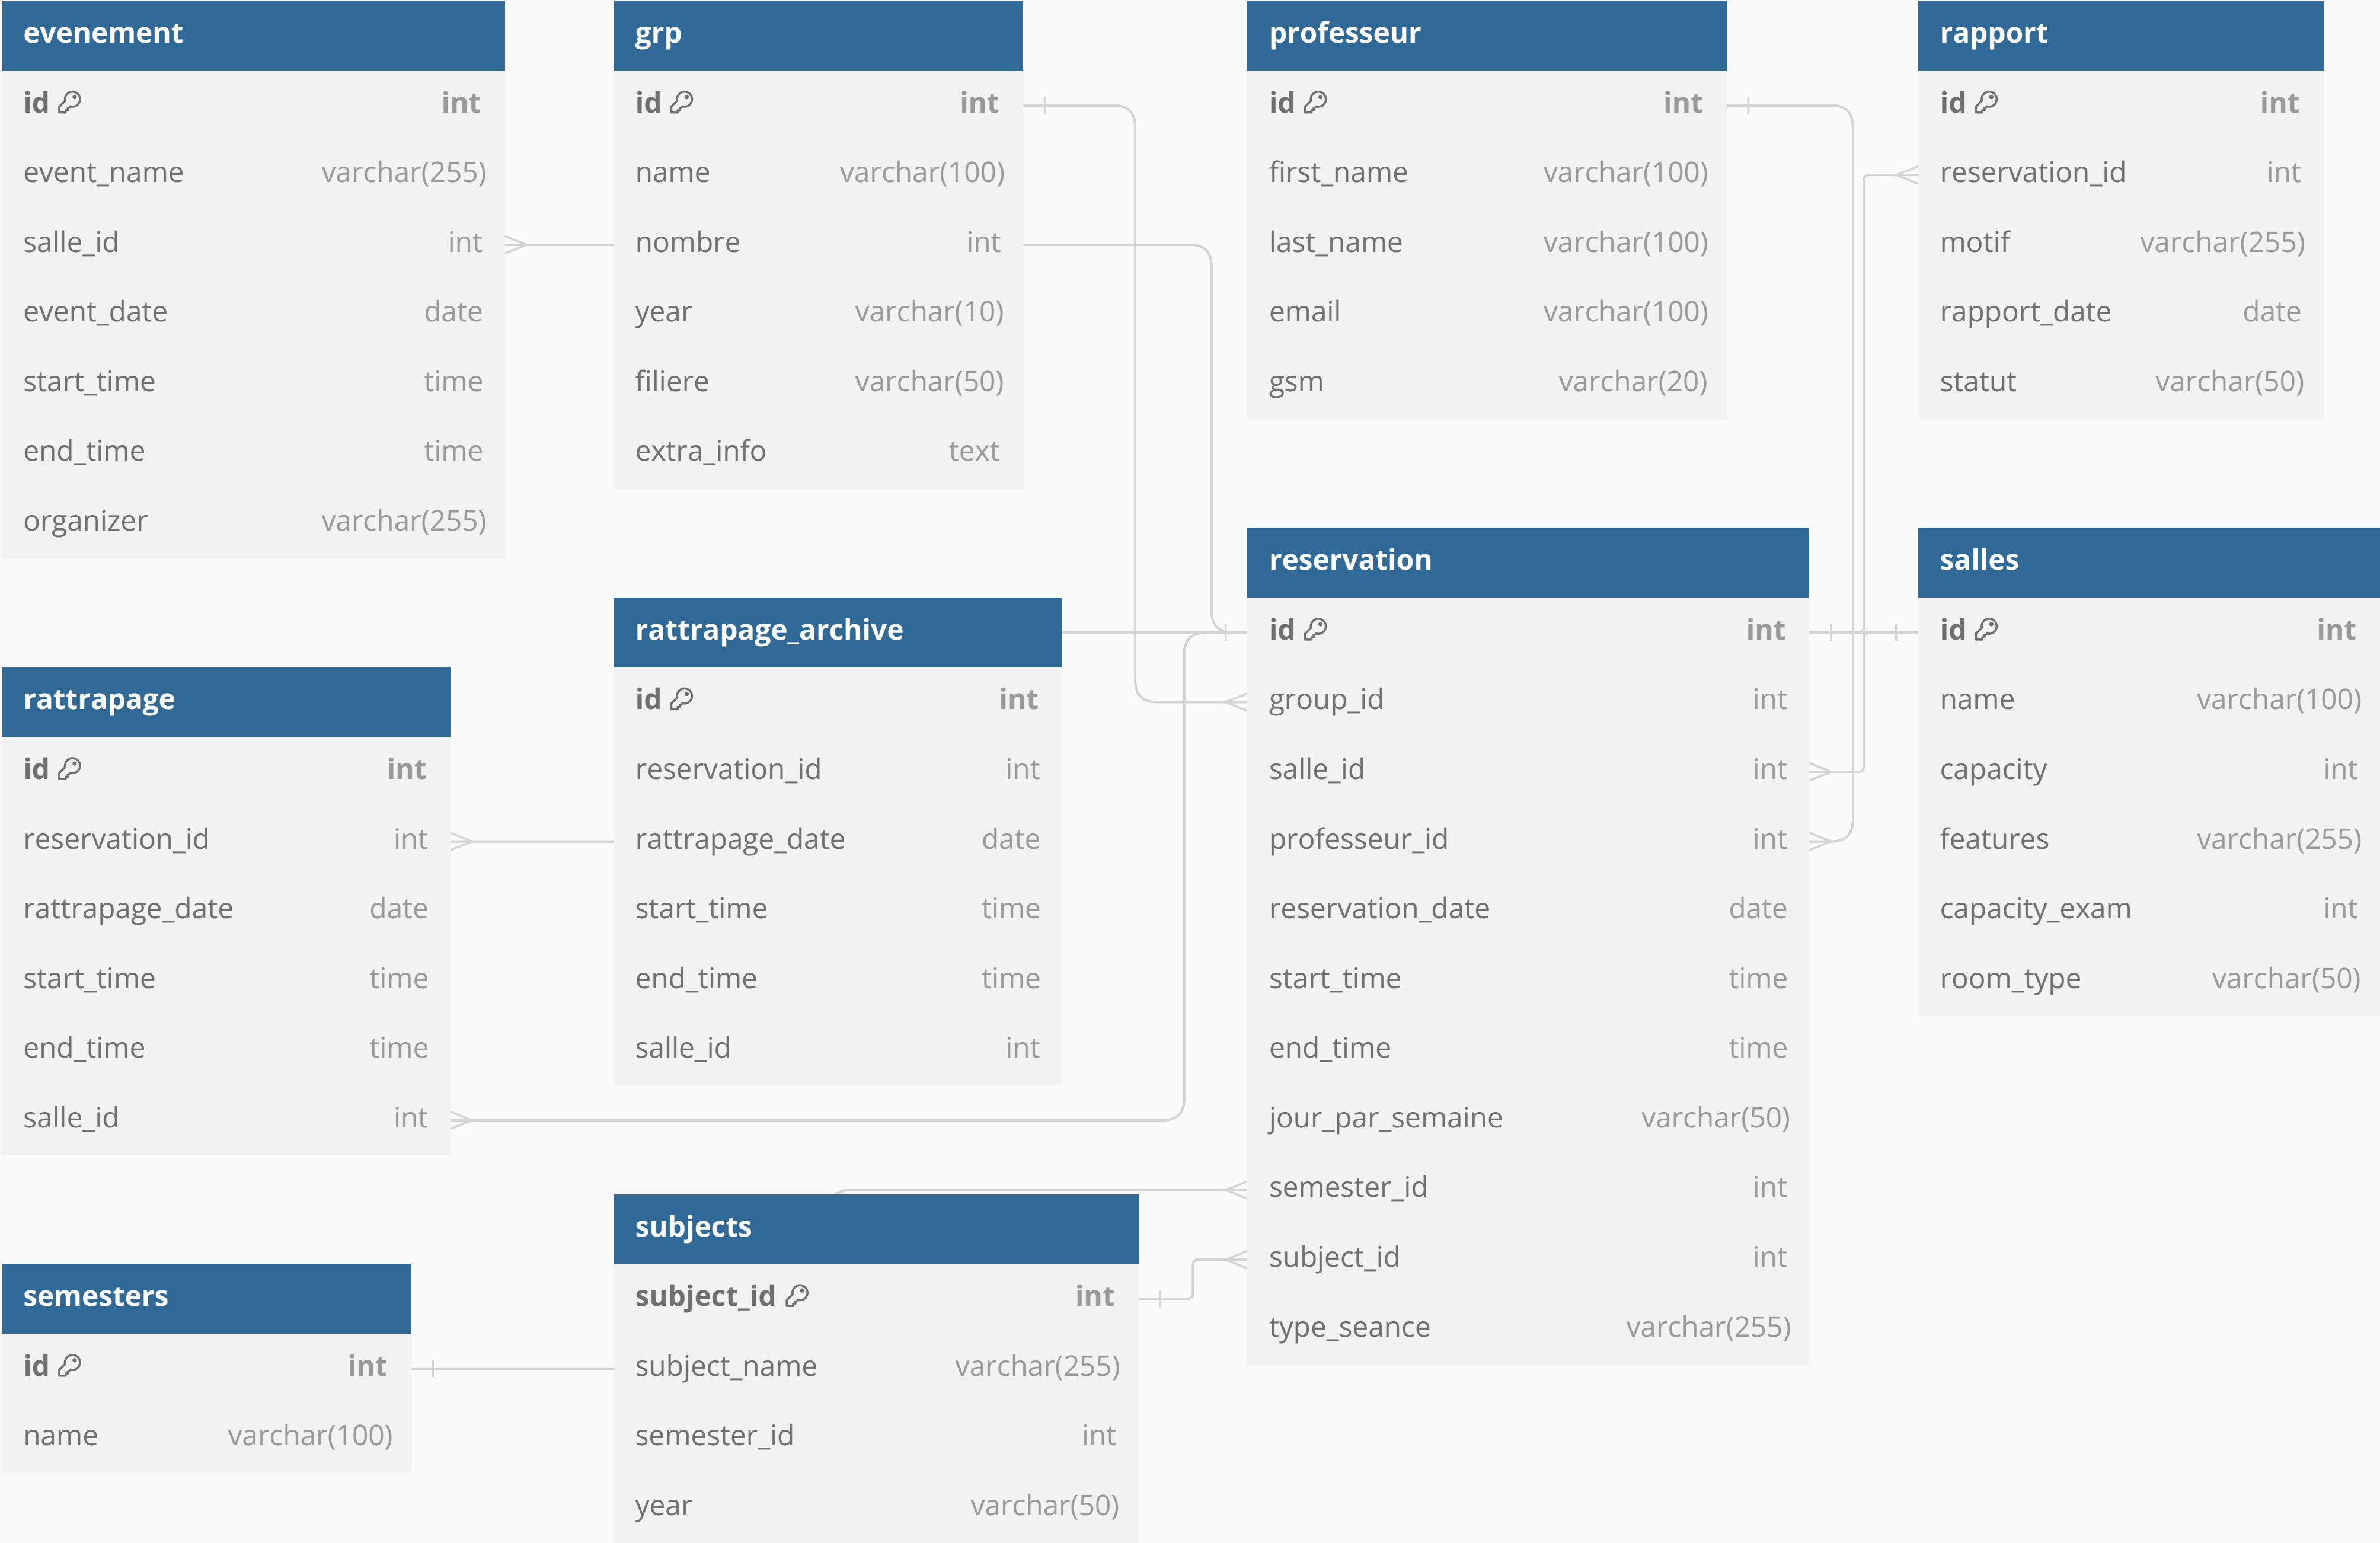 evenement
id int
event_name varchar(255)
salle_id int
event_date date
start_time time
end_time time
organizer varchar(255)
grp
id int
name varchar(100)
nombre int
year varchar(10)
filiere varchar(50)
extra_info text
professeur
id int
first_name varchar(100)
last_name varchar(100)
email varchar(100)
gsm varchar(20)
rapport
id int
reservation_id int
motif varchar(255)
rapport_date date
statut varchar(50)
rattrapage
id int
reservation_id int
rattrapage_date date
start_time time
end_time time
salle_id int
rattrapage_archive
id int
reservation_id int
rattrapage_date date
start_time time
end_time time
salle_id int
reservation
id int
group_id int
salle_id int
professeur_id int
reservation_date date
start_time time
end_time time
jour_par_semaine varchar(50)
semester_id int
subject_id int
type_seance varchar(255)
salles
id int
name varchar(100)
capacity int
features varchar(255)
capacity_exam int
room_type varchar(50)
semesters
id int
name varchar(100)
subjects
subject_id int
subject_name varchar(255)
semester_id int
year varchar(50)